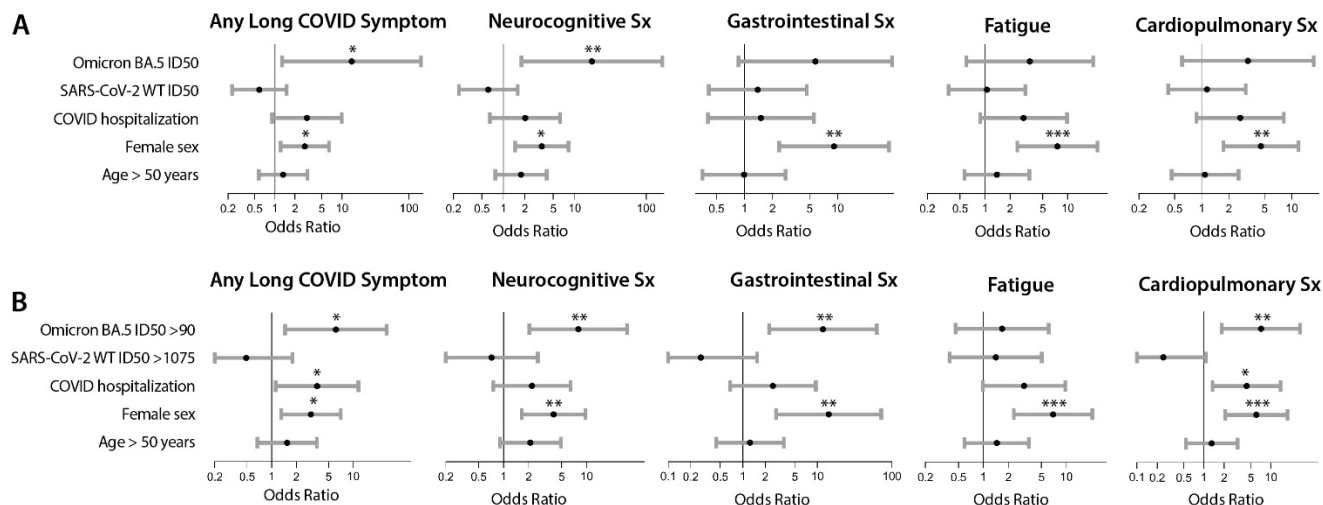 A
Any Long COVID Symptom
Neurocognitive Sx
Gastrointestinal Sx
Fatigue
Cardiopulmonary Sx
Omicron BA.5 ID50
* **
SARS-CoV-2 WT ID50
COVID hospitalization
Female sex
* * ** *** **
Age > 50 years
0.2 0.5 1 2 5 10 100
0.2 0.5 1 2 5 10 100
0.5 1 2 5 10
0.2 0.5 1 2 5 10
0.2 0.5 1 2 5 10
Odds Ratio
Odds Ratio
Odds Ratio
Odds Ratio
Odds Ratio
B
Any Long COVID Symptom
Neurocognitive Sx
Gastrointestinal Sx
Fatigue
Cardiopulmonary Sx
Omicron BA.5 ID50 >90
* ** ** **
SARS-CoV-2 WT ID50 >1075
COVID hospitalization
* *
Female sex
* ** ** *** ***
Age > 50 years
0.2 0.5 1 2 5 10
0.2 0.5 1 2 5 10
0.1 0.2 0.5 1 2 5 10 100
0.2 0.5 1 2 5 10
0.1 0.2 0.5 1 2 5 10
Odds Ratio
Odds Ratio
Odds Ratio
Odds Ratio
Odds Ratio